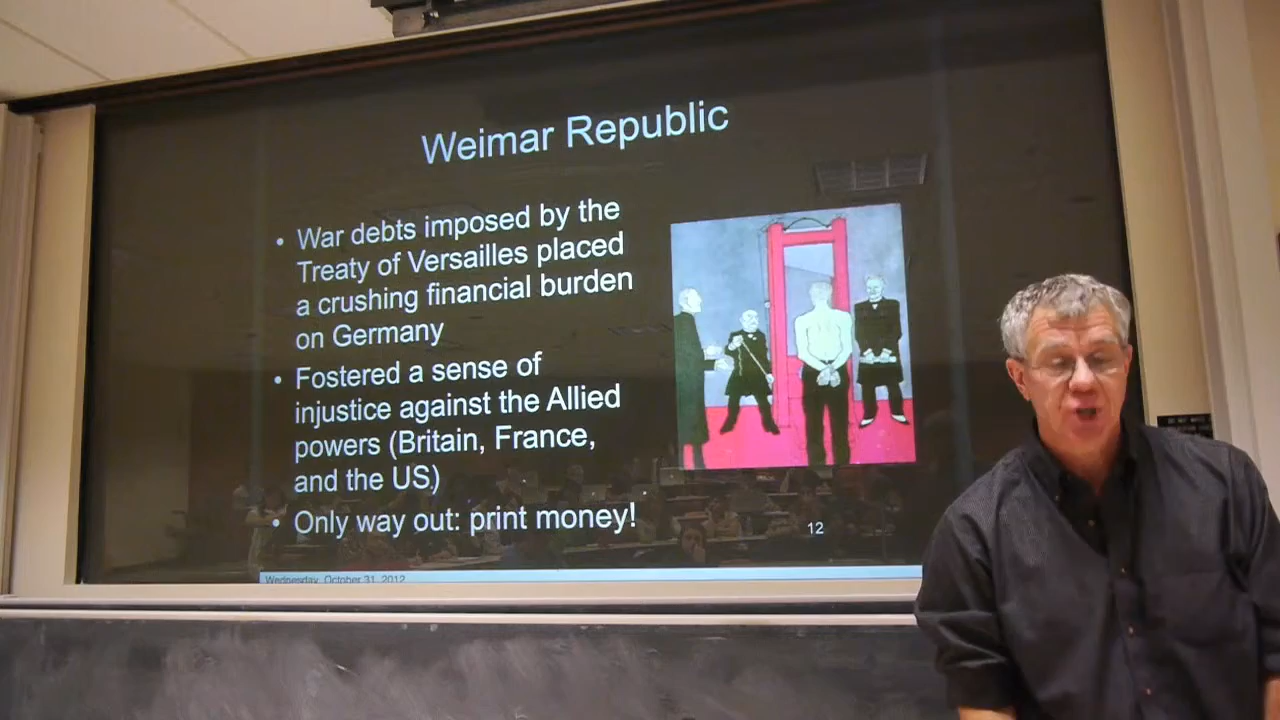 Weimar Republic
• War debts imposed by the
Treaty of Versailles placed
a crushing financial burden
on Germany
• Fostered a sense of
injustice against the Allied
powers (Britain, France,
and the US)
• Only way out: print money!
12
Wednesday, October 31, 2012